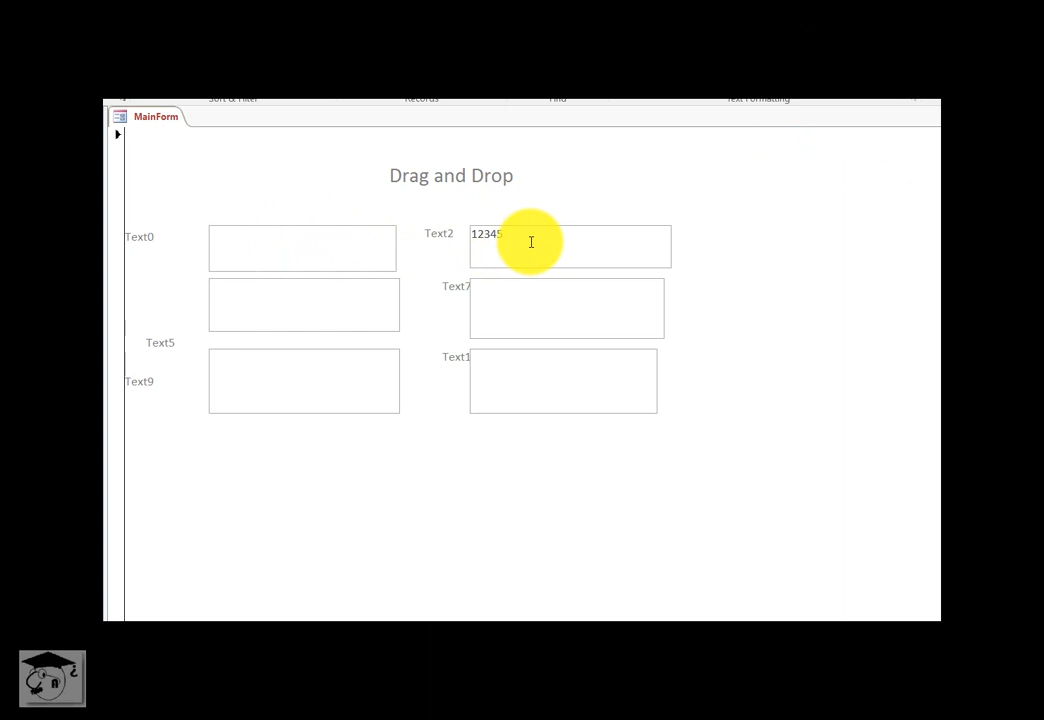 Sort & Filter Records Find Text Formatting
MainForm
Drag and Drop
Text0
Text2 12345
Text7
Text5
Text1
Text9